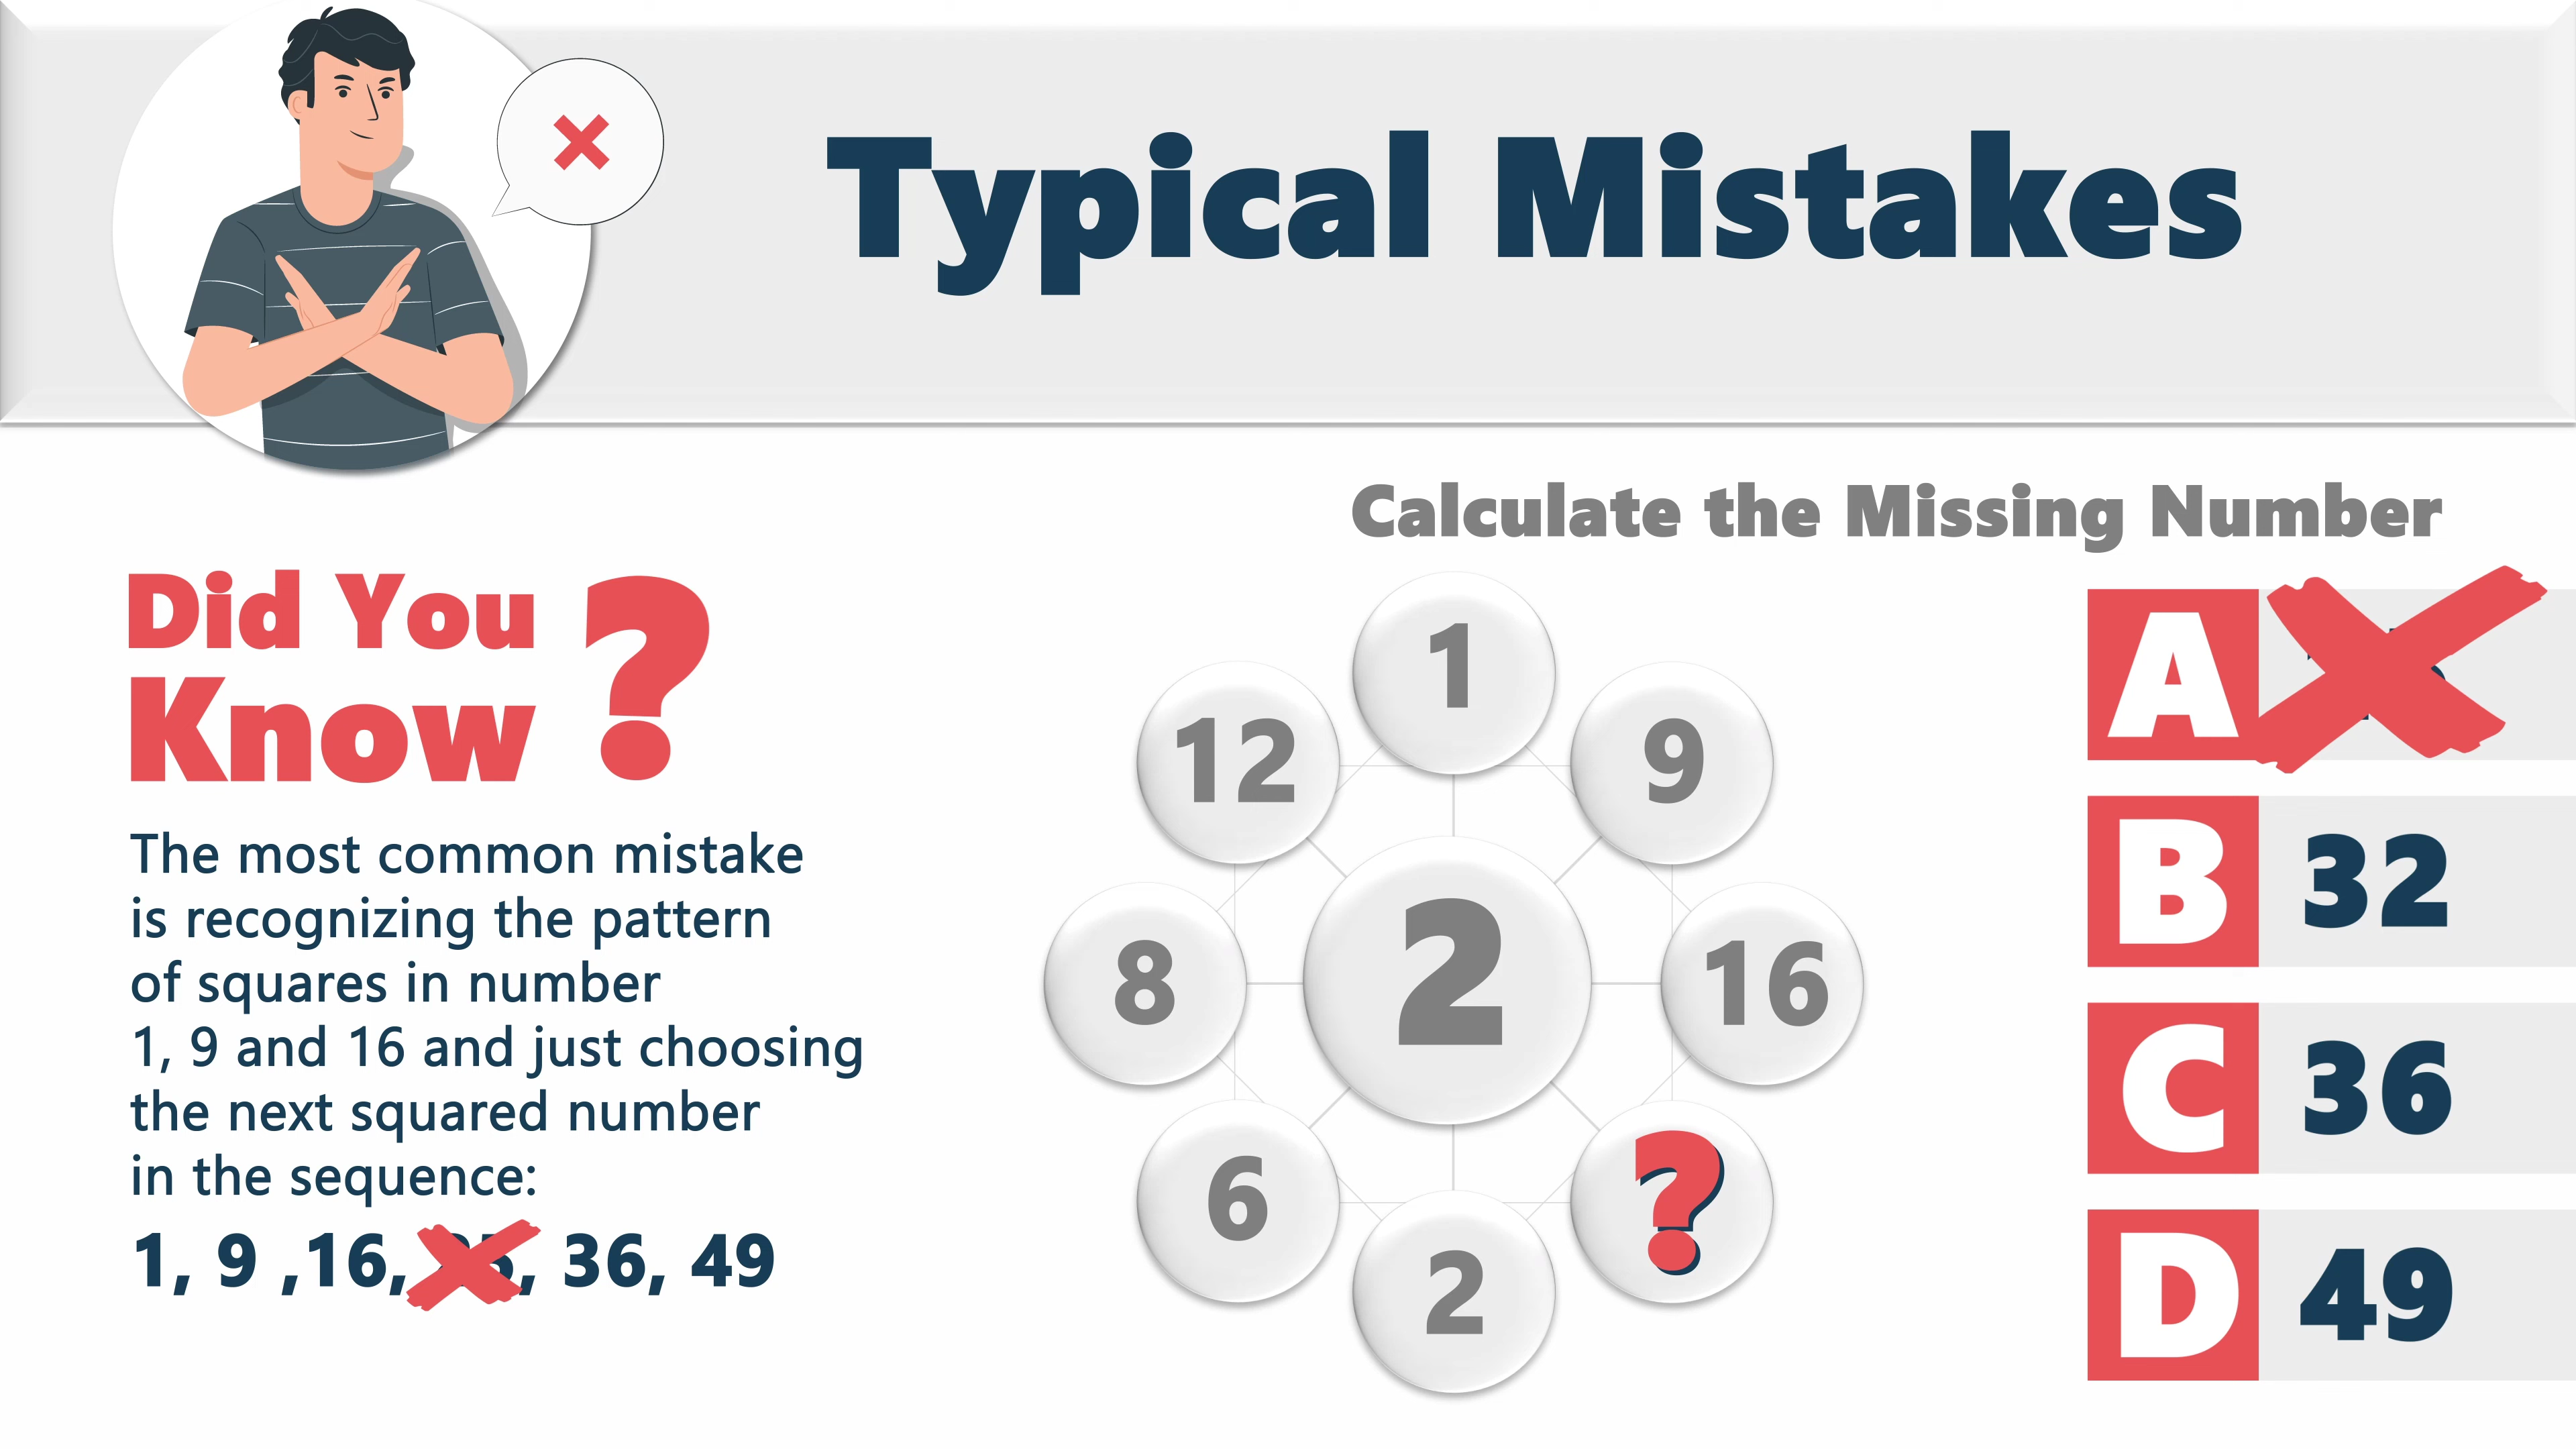 Typical Mistakes
Did You
Know ?
The most common mistake
is recognizing the pattern
of squares in number
1, 9 and 16 and just choosing
the next squared number
in the sequence:
1, 9 ,16, , 36, 49
Calculate the Missing Number
1
12
9
8
2
16
6
?
2
A
B 32
C 36
D 49